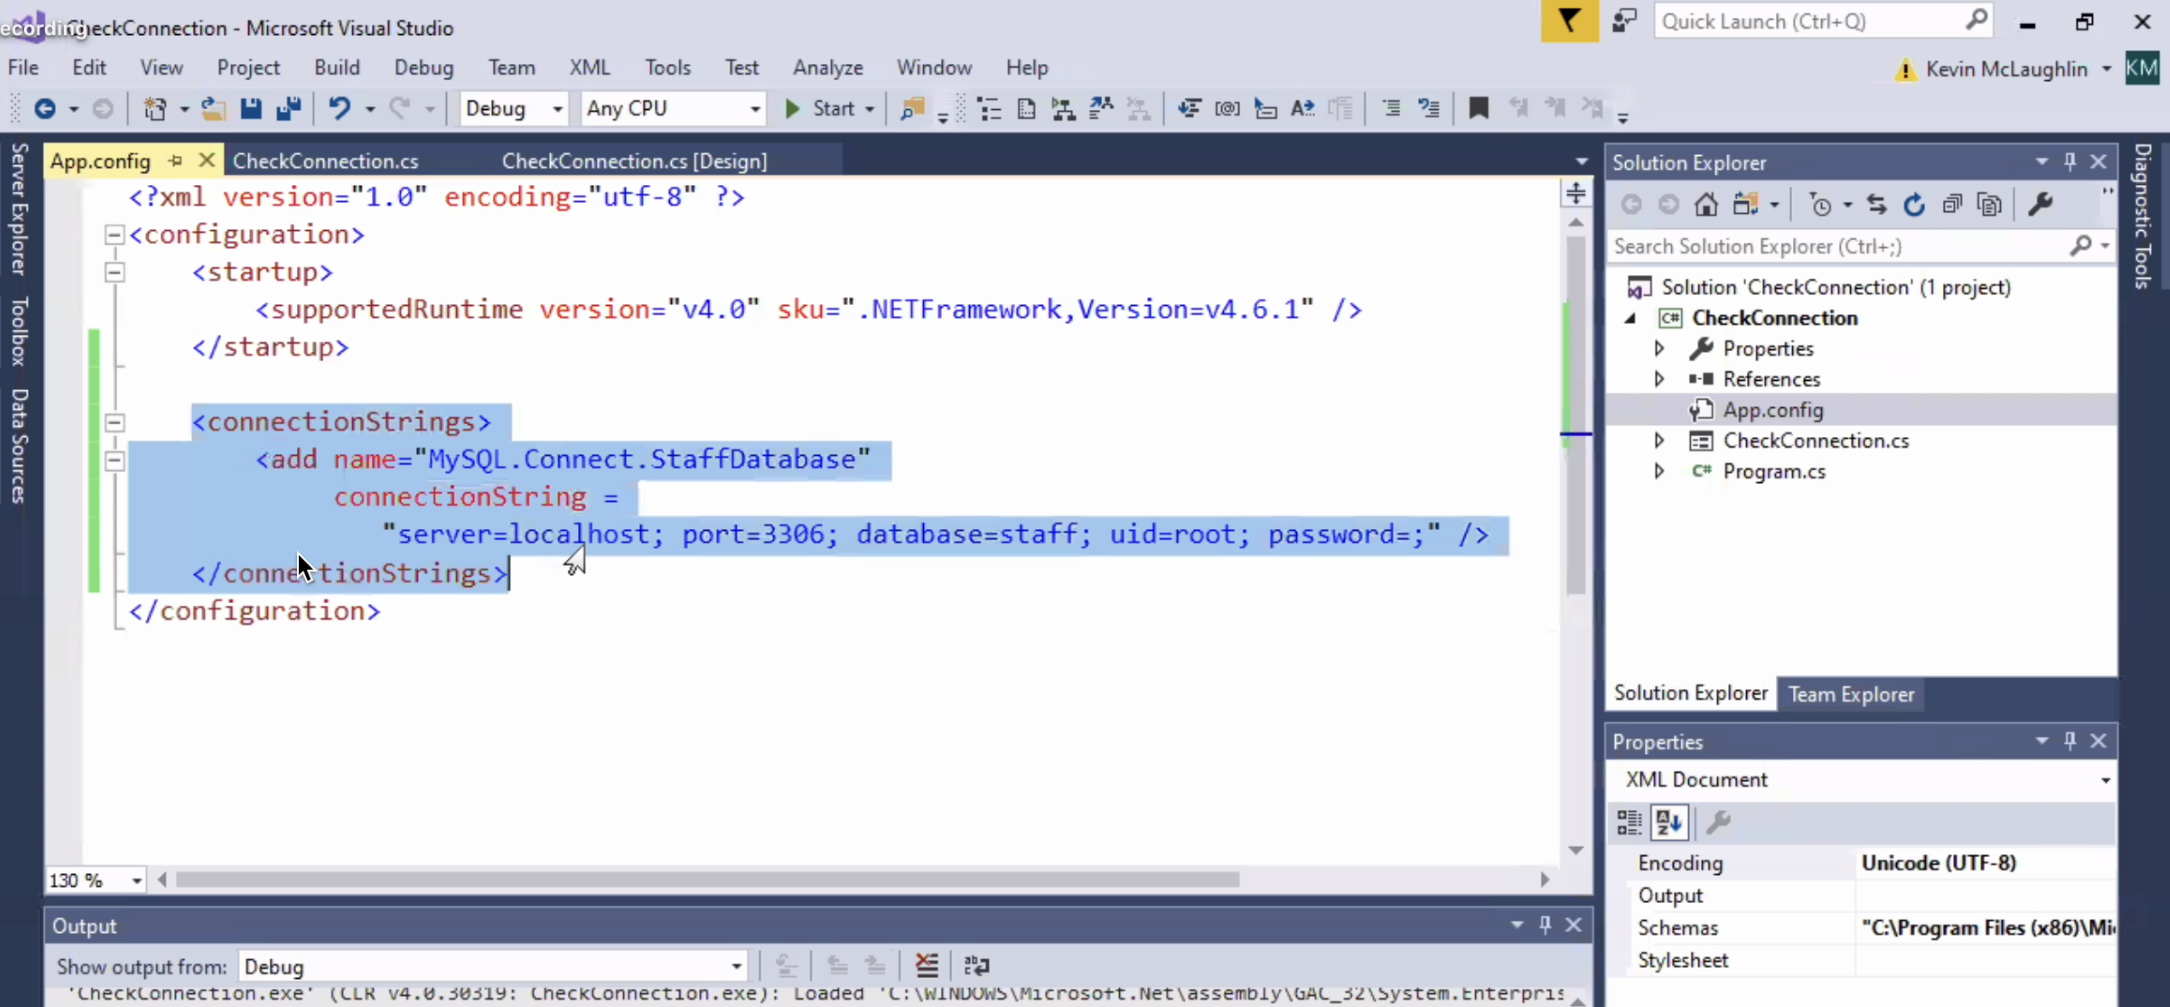 ecording
CheckConnection - Microsoft Visual Studio
Quick Launch (Ctrl+Q)
File Edit View Project Build Debug Team XML Tools Test Analyze Window Help
Kevin McLaughlin KM
Debug Any CPU Start
Server Explorer
Toolbox
Data Sources
App.config CheckConnection.cs CheckConnection.cs [Design]
<?xml version="1.0" encoding="utf-8" ?>
<configuration>
<startup>
<supportedRuntime version="v4.0" sku=".NETFramework,Version=v4.6.1" />
</startup>
<connectionStrings>
<add name="MySQL.Connect.StaffDatabase"
connectionString =
"server=localhost; port=3306; database=staff; uid=root; password=;" />
</connectionStrings>
</configuration>
130 %
Output
Show output from: Debug
'CheckConnection.exe' (CLR v4.0.30319: CheckConnection.exe): Loaded 'C:\WINDOWS\Microsoft.Net\assembly\GAC_32\System.Enterpris
Solution Explorer
Search Solution Explorer (Ctrl+;)
Solution 'CheckConnection' (1 project)
C# CheckConnection
Properties
References
App.config
CheckConnection.cs
C# Program.cs
Solution Explorer Team Explorer
Properties
XML Document
Encoding Unicode (UTF-8)
Output
Schemas "C:\Program Files (x86)\Mi
Stylesheet
Diagnostic Tools